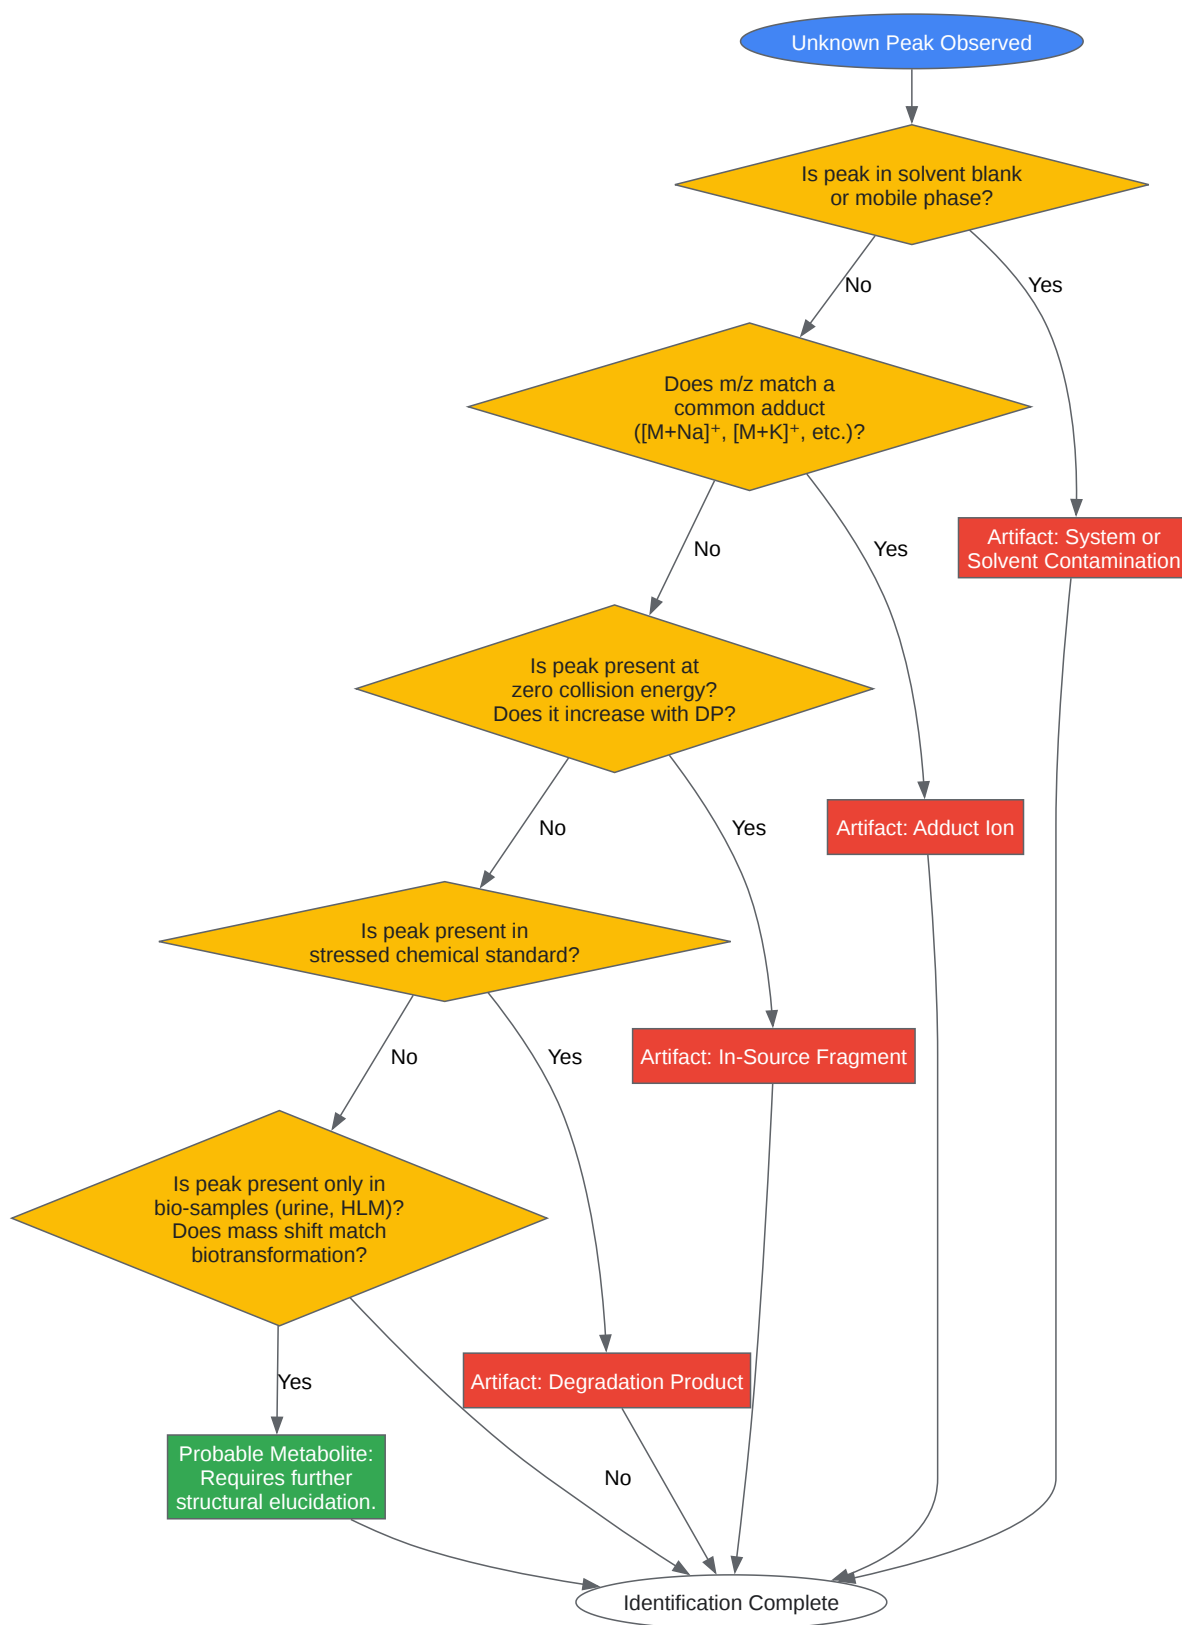 Unknown Peak Observed
Is peak in solvent blank
or mobile phase?
No
Yes
Does m/z match a
common adduct
([M+Na]⁺, [M+K]⁺, etc.)?
No
Yes
Artifact: System or
Solvent Contamination
Is peak present at
zero collision energy?
Does it increase with DP?
No
Yes
Artifact: Adduct Ion
Is peak present in
stressed chemical standard?
No
Yes
Artifact: In-Source Fragment
Is peak present only in
bio-samples (urine, HLM)?
Does mass shift match
biotransformation?
Yes
No
Artifact: Degradation Product
Probable Metabolite:
Requires further
structural elucidation.
Identification Complete